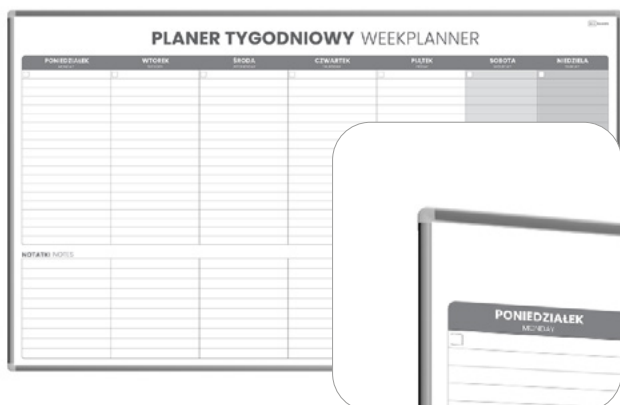 PLANER TYGODNIOWY WEEKPLANNER
PONIEDZIAŁEK WTOREK ŚRODA CZWARTEK PIĄTEK SOBOTA NIEDZIELA
NOTATKI NOTES
PONIEDZIAŁEK
MONDAY